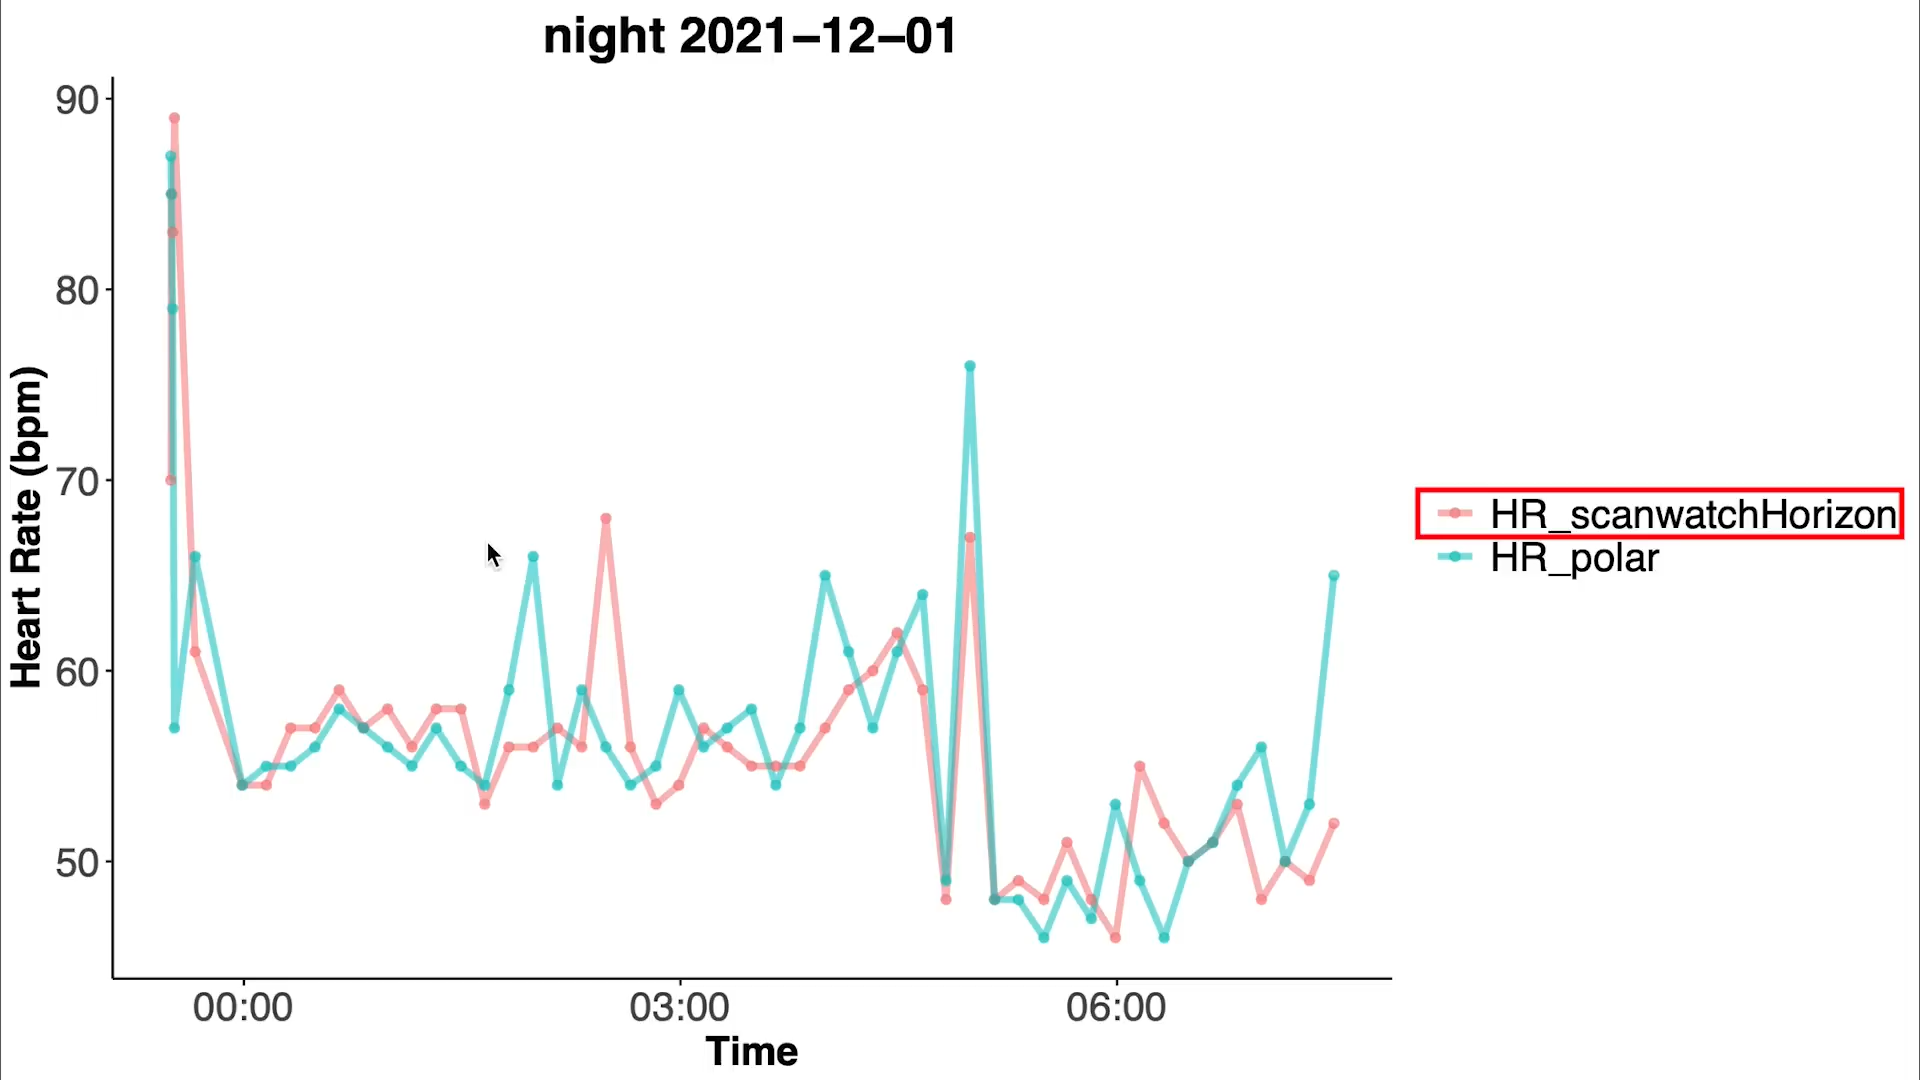 night 2021−12−01
90
80
70
60
50
Heart Rate (bpm)
00:00 03:00 06:00
Time
HR_scanwatchHorizon
HR_polar